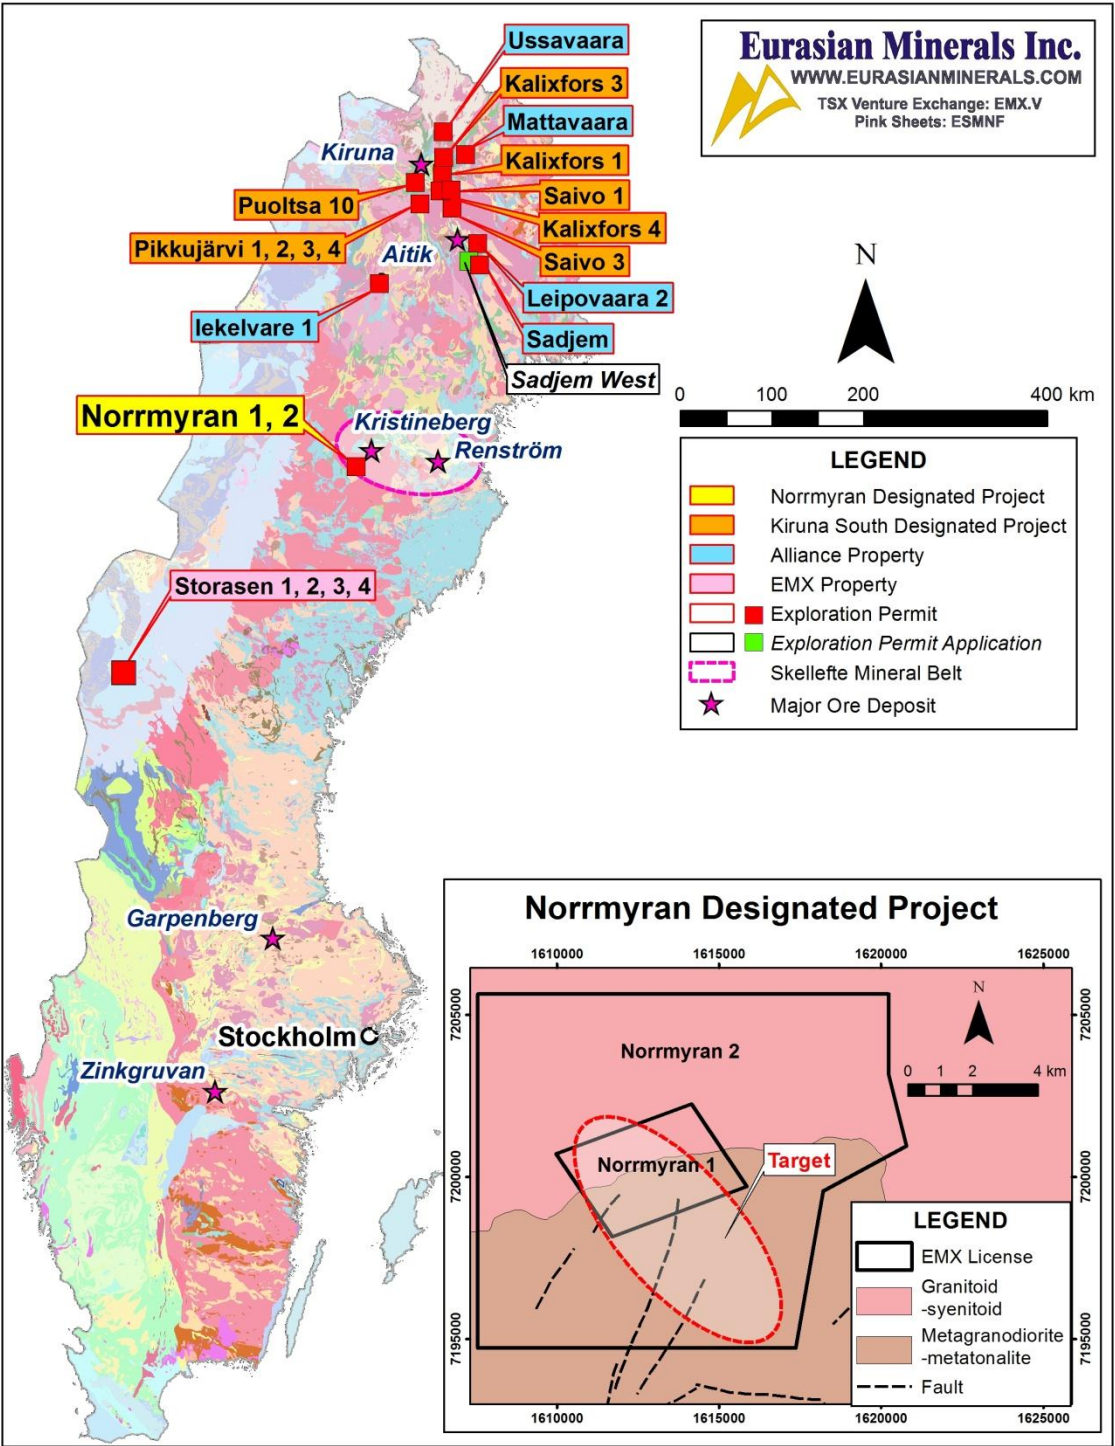 Eurasian Minerals Inc.
WWW.EURASIANMINERALS.COM
TSX Venture Exchange: EMX.V
Pink Sheets: ESMNF
Ussavaara
Kalixfors 3
Mattavaara
Kiruna
Kalixfors 1
Saivo 1
Puoltsa 10
Kalixfors 4
Pikkujärvi 1, 2, 3, 4
Aitik
Saivo 3
Leipovaara 2
Iekelvare 1
Sadjem
Sadjem West
Norrmyran 1, 2
Kristineberg
Renström
Storasen 1, 2, 3, 4
Garpenberg
Stockholm
Zinkgruvan
N
0 100 200 400 km
LEGEND
Norrmyran Designated Project
Kiruna South Designated Project
Alliance Property
EMX Property
Exploration Permit
Exploration Permit Application
Skellefte Mineral Belt
Major Ore Deposit
Norrmyran Designated Project
1610000 1615000 1620000 1625000
7205000
7200000
7195000
7205000
7200000
7195000
N
0 1 2 4 km
Norrmyran 2
Norrmyran 1
Target
LEGEND
EMX License
Granitoid
-syenitoid
Metagranodiorite
-metatonalite
Fault
1610000 1615000 1620000 1625000